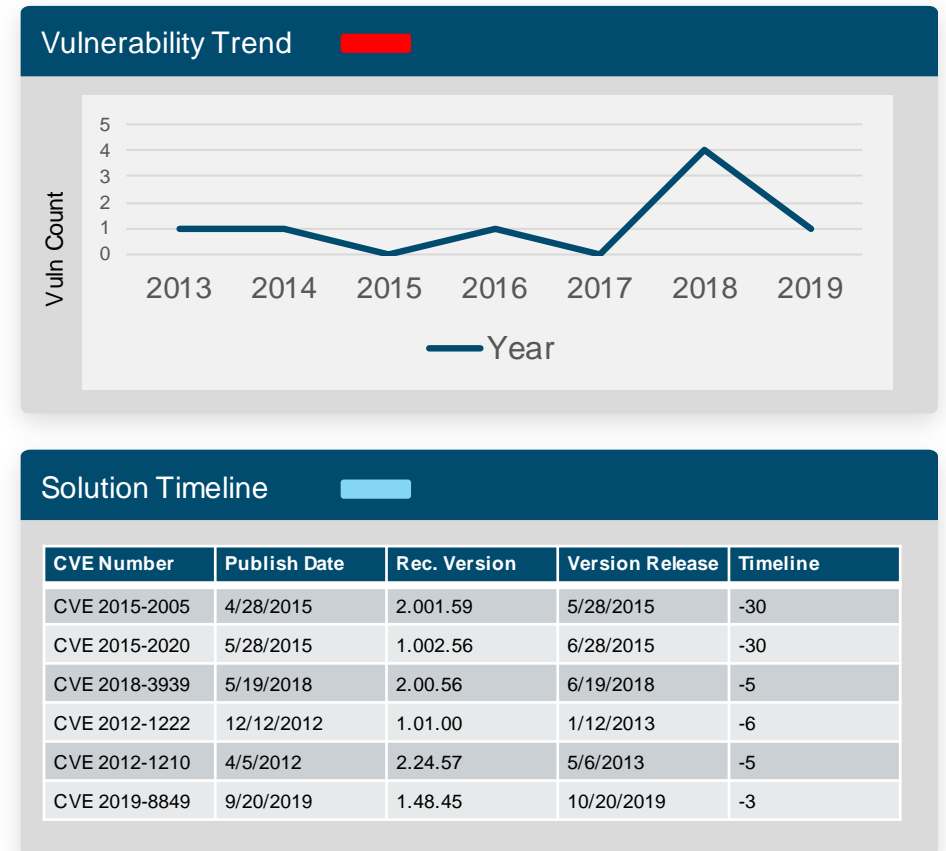 Vulnerability Trend
5
4
3
2
1
0
Vuln Count
2013 2014 2015 2016 2017 2018 2019
Year
Solution Timeline
CVE Number Publish Date Rec. Version Version Release Timeline
CVE 2015-2005 4/28/2015 2.001.59 5/28/2015 -30
CVE 2015-2020 5/28/2015 1.002.56 6/28/2015 -30
CVE 2018-3939 5/19/2018 2.00.56 6/19/2018 -5
CVE 2012-1222 12/12/2012 1.01.00 1/12/2013 -6
CVE 2012-1210 4/5/2012 2.24.57 5/6/2013 -5
CVE 2019-8849 9/20/2019 1.48.45 10/20/2019 -3